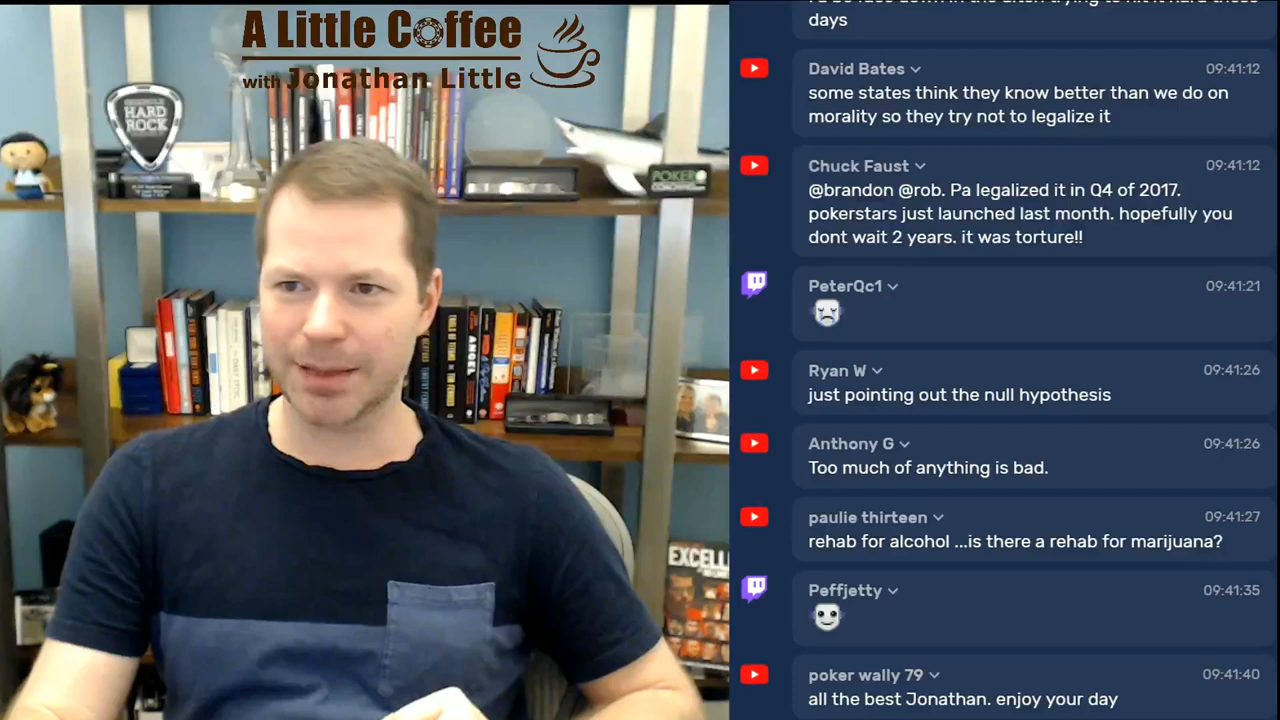 A Little Coffee
with Jonathan Little
HARD
ROCK
POKER
COACHING
ANGEL
EXCELL
days
David Bates
09:41:12
some states think they know better than we do on
morality so they try not to legalize it
Chuck Faust
09:41:12
@brandon @rob. Pa legalized it in Q4 of 2017.
pokerstars just launched last month. hopefully you
dont wait 2 years. it was torture!!
PeterQc1
09:41:21
Ryan W
09:41:26
just pointing out the null hypothesis
Anthony G
09:41:26
Too much of anything is bad.
paulie thirteen
09:41:27
rehab for alcohol ...is there a rehab for marijuana?
Peffjetty
09:41:35
poker wally 79
09:41:40
all the best Jonathan. enjoy your day